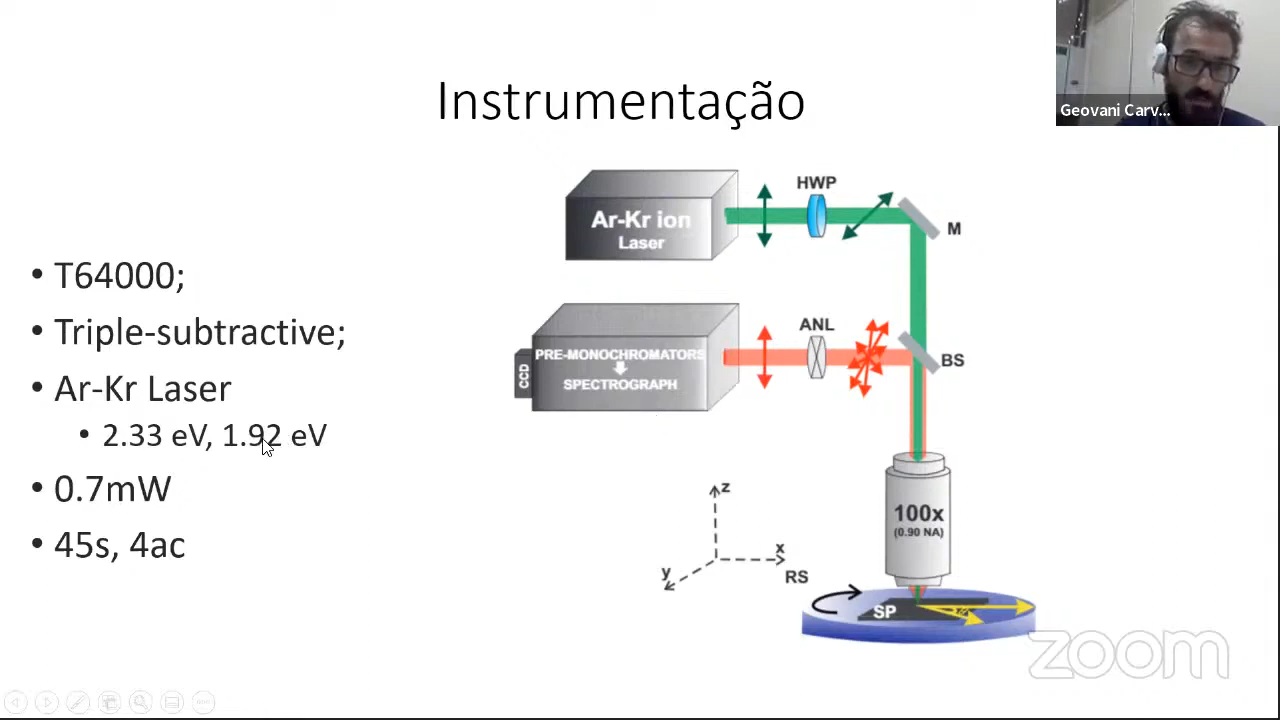 Geovani Carv...
Instrumentação
• T64000;
• Triple-subtractive;
• Ar-Kr Laser
• 2.33 eV, 1.92 eV
• 0.7mW
• 45s, 4ac
Ar-Kr ion
Laser
HWP
M
PRE-MONOCHROMATORS
SPECTROGRAPH
CCD
ANL
BS
100x
(0.90 NA)
z
x
y
RS
SP
zoom